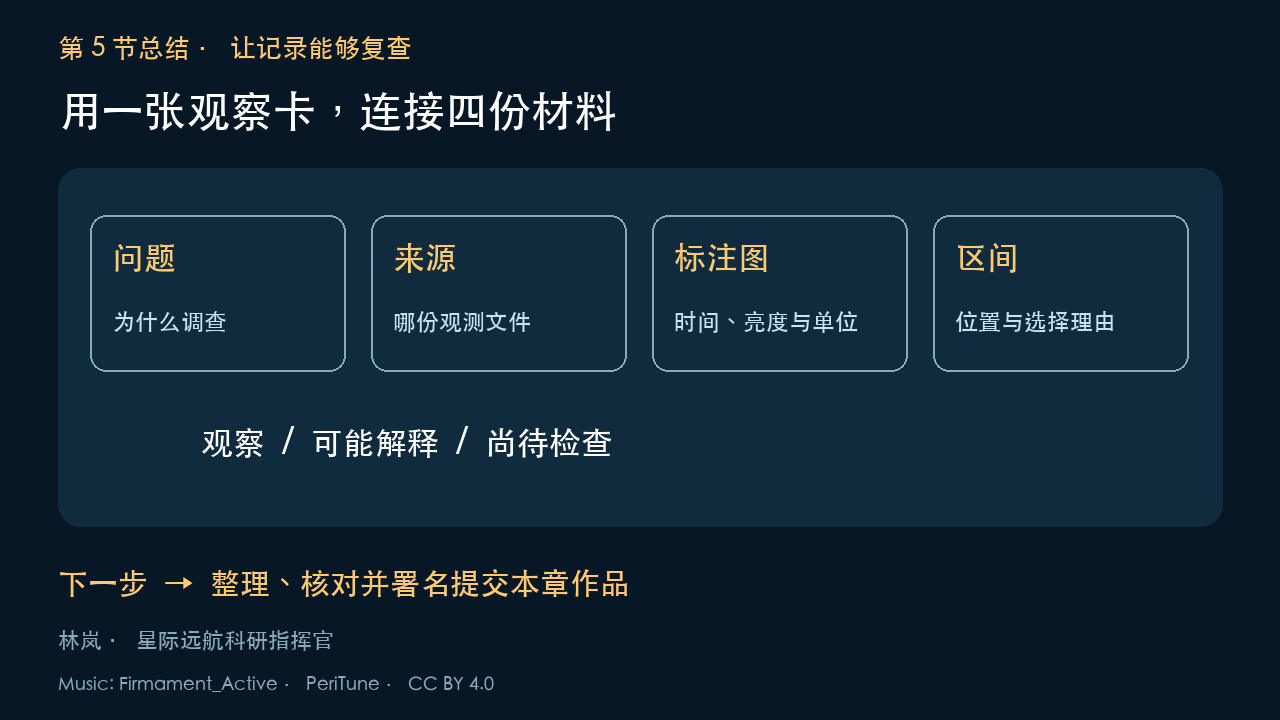 第 5 节总结 · 让记录能够复查
用一张观察卡，连接四份材料
问题
为什么调查
来源
哪份观测文件
标注图
时间、亮度与单位
区间
位置与选择理由
观察 / 可能解释 / 尚待检查
下一步 → 整理、核对并署名提交本章作品
林岚 · 星际远航科研指挥官
Music: Firmament_Active · PeriTune · CC BY 4.0